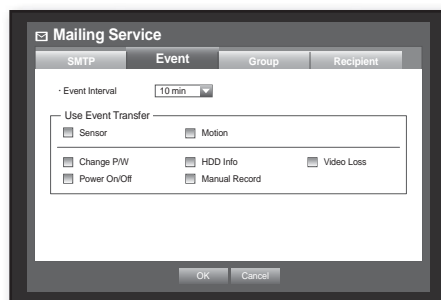 Mailing Service
SMTP Event Group Recipient
· Event Interval 10 min
Use Event Transfer
Sensor Motion
Change P/W HDD Info Video Loss
Power On/Off Manual Record
OK Cancel